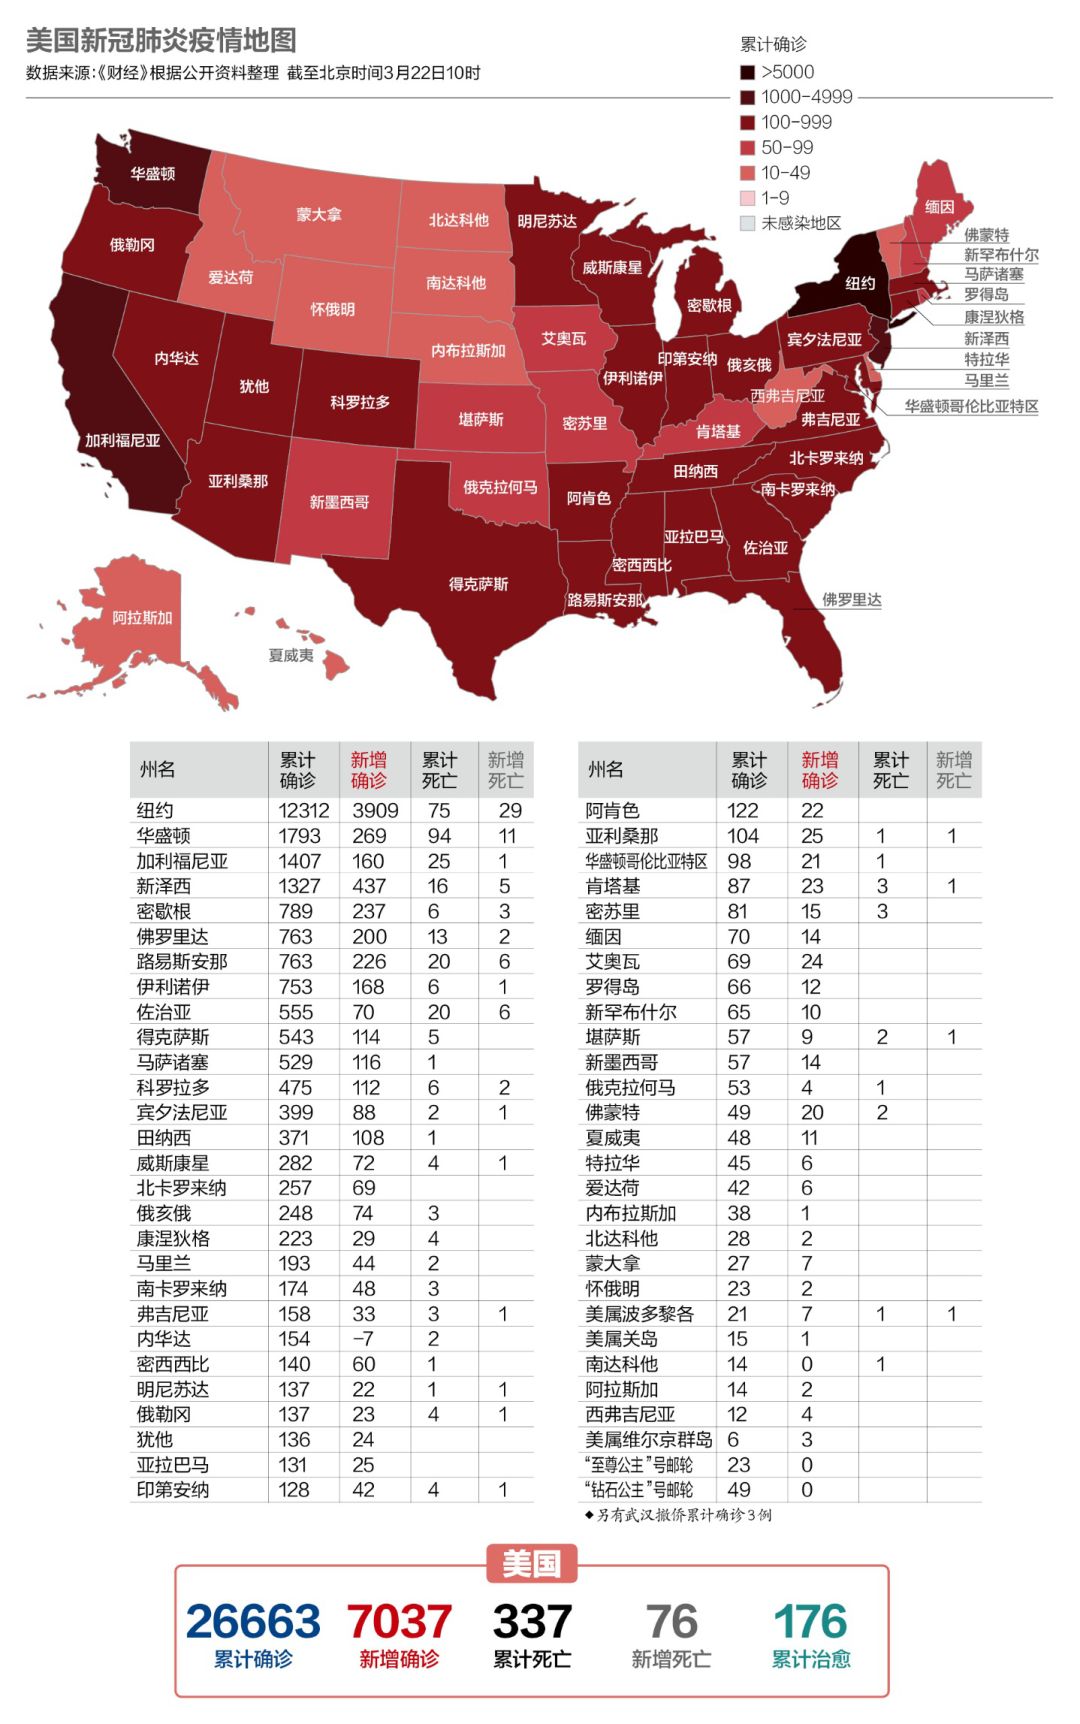 美国新冠肺炎疫情地图
数据来源:《财经》根据公开资料整理 截至北京时间3月22日10时
累计确诊
>5000
1000-4999
100-999
50-99
10-49
1-9
未感染地区
华盛顿
俄勒冈
蒙大拿
爱达荷
怀俄明
北达科他
南达科他
内布拉斯加
明尼苏达
威斯康星
密歇根
艾奥瓦
内华达
犹他
科罗拉多
堪萨斯
密苏里
伊利诺伊
印第安纳
俄亥俄
宾夕法尼亚
纽约
缅因
佛蒙特
新罕布什尔
马萨诸塞
罗得岛
康涅狄格
新泽西
特拉华
马里兰
华盛顿哥伦比亚特区
西弗吉尼亚
弗吉尼亚
肯塔基
加利福尼亚
亚利桑那
新墨西哥
俄克拉何马
阿肯色
田纳西
北卡罗来纳
南卡罗来纳
亚拉巴马
佐治亚
密西西比
得克萨斯
路易斯安那
佛罗里达
阿拉斯加
夏威夷
州名 累计确诊 新增确诊 累计死亡 新增死亡
纽约 12312 3909 75 29
华盛顿 1793 269 94 11
加利福尼亚 1407 160 25 1
新泽西 1327 437 16 5
密歇根 789 237 6 3
佛罗里达 763 200 13 2
路易斯安那 763 226 20 6
伊利诺伊 753 168 6 1
佐治亚 555 70 20 6
得克萨斯 543 114 5
马萨诸塞 529 116 1
科罗拉多 475 112 6 2
宾夕法尼亚 399 88 2 1
田纳西 371 108 1
威斯康星 282 72 4 1
北卡罗来纳 257 69
俄亥俄 248 74 3
康涅狄格 223 29 4
马里兰 193 44 2
南卡罗来纳 174 48 3
弗吉尼亚 158 33 3 1
内华达 154 -7 2
密西西比 140 60 1
明尼苏达 137 22 1 1
俄勒冈 137 23 4 1
犹他 136 24
亚拉巴马 131 25
印第安纳 128 42 4 1
州名 累计确诊 新增确诊 累计死亡 新增死亡
阿肯色 122 22
亚利桑那 104 25 1 1
华盛顿哥伦比亚特区 98 21 1
肯塔基 87 23 3 1
密苏里 81 15 3
缅因 70 14
艾奥瓦 69 24
罗得岛 66 12
新罕布什尔 65 10
堪萨斯 57 9 2 1
新墨西哥 57 14
俄克拉何马 53 4 1
佛蒙特 49 20 2
夏威夷 48 11
特拉华 45 6
爱达荷 42 6
内布拉斯加 38 1
北达科他 28 2
蒙大拿 27 7
怀俄明 23 2
美属波多黎各 21 7 1 1
美属关岛 15 1
南达科他 14 0 1
阿拉斯加 14 2
西弗吉尼亚 12 4
美属维尔京群岛 6 3
“至尊公主”号邮轮 23 0
“钻石公主”号邮轮 49 0
◆另有武汉撤侨累计确诊3例
美国
26663 7037 337 76 176
累计确诊 新增确诊 累计死亡 新增死亡 累计治愈